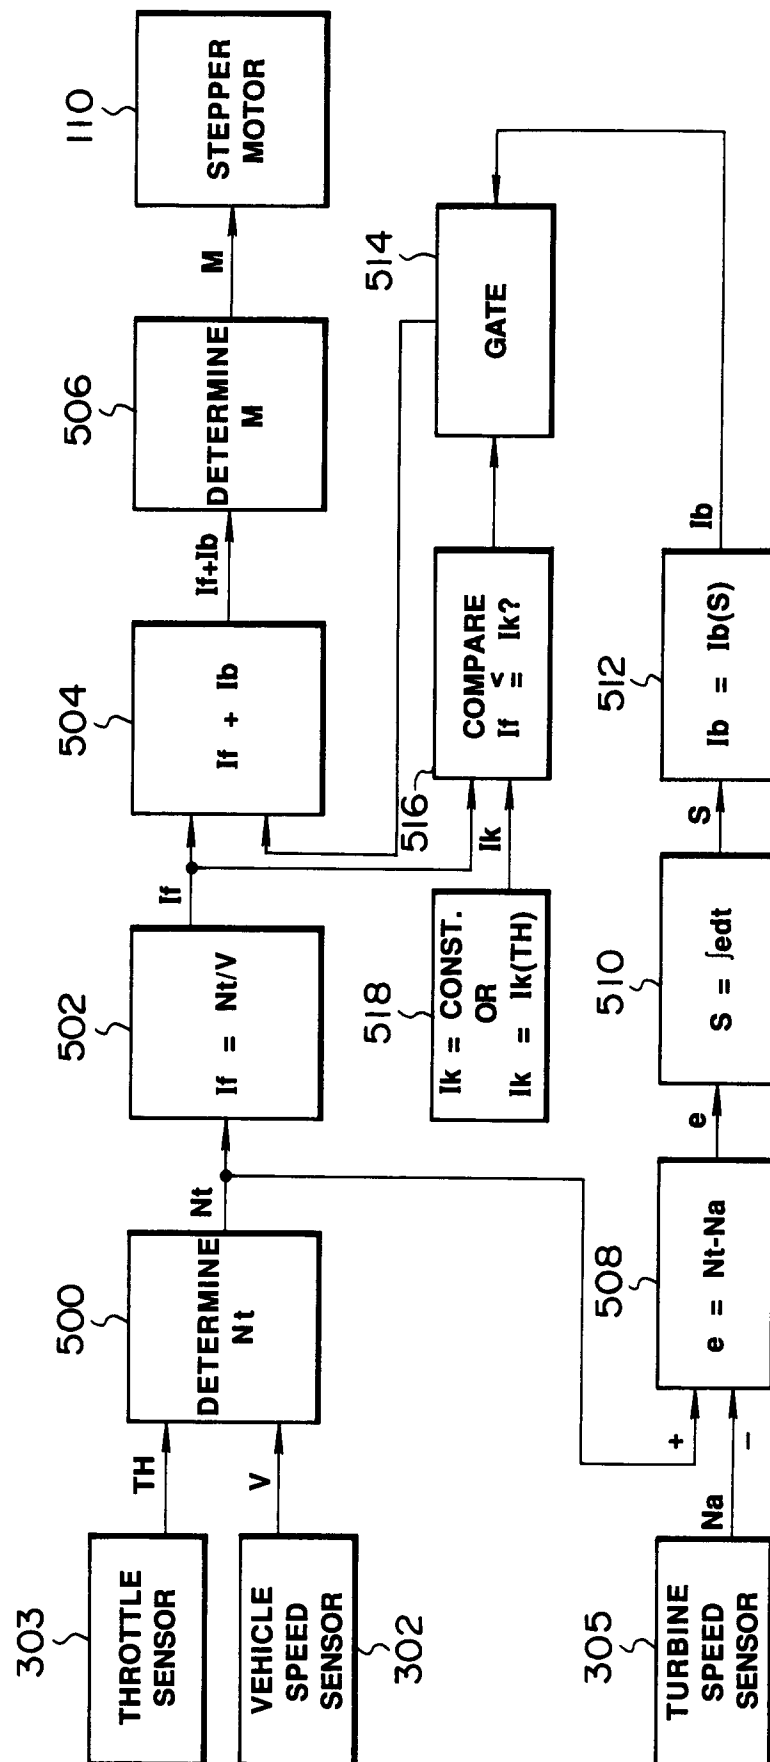 303
THROTTLE
SENSOR
TH
VEHICLE
SPEED
SENSOR
302
V
500
DETERMINE
Nt
Nt
502
If = Nt/V
If
504
If + Ib
If+Ib
506
DETERMINE
M
M
110
STEPPER
MOTOR
518
Ik = CONST.
OR
Ik = Ik(TH)
Ik
516
COMPARE
<
If = Ik?
514
GATE
305
TURBINE
SPEED
SENSOR
Na
+
−
508
e = Nt-Na
e
510
S = ∫edt
S
512
Ib = Ib(S)
Ib